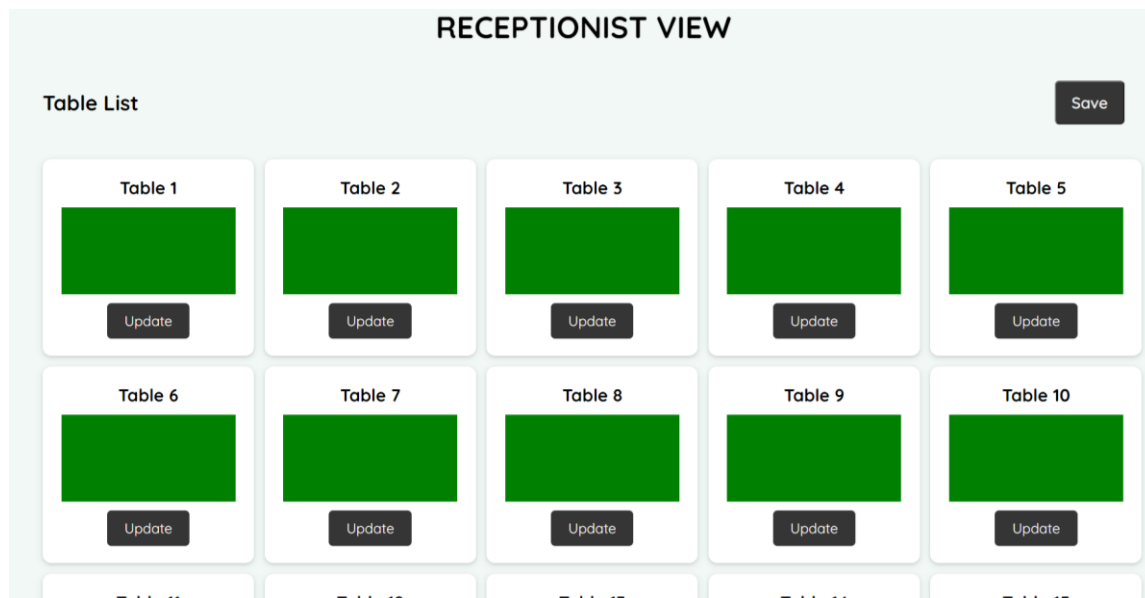 RECEPTIONIST VIEW
Table List
Save
Table 1
Table 2
Table 3
Table 4
Table 5
Update
Update
Update
Update
Update
Table 6
Table 7
Table 8
Table 9
Table 10
Update
Update
Update
Update
Update